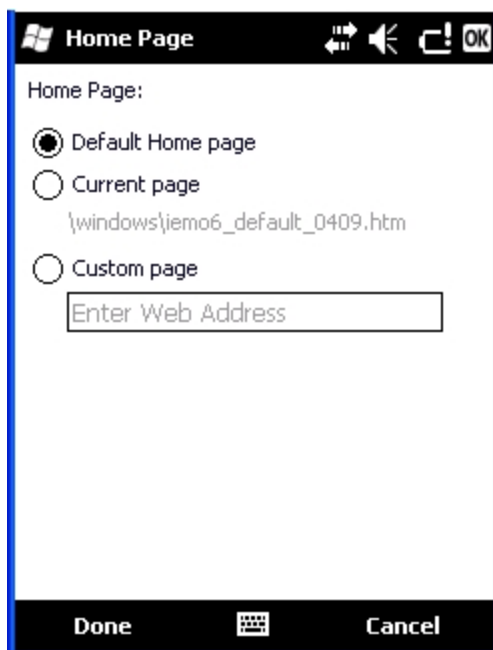 Home Page
OK
Home Page:
Default Home page
Current page
\windows\iemo6_default_0409.htm
Custom page
Enter Web Address
Done
Cancel